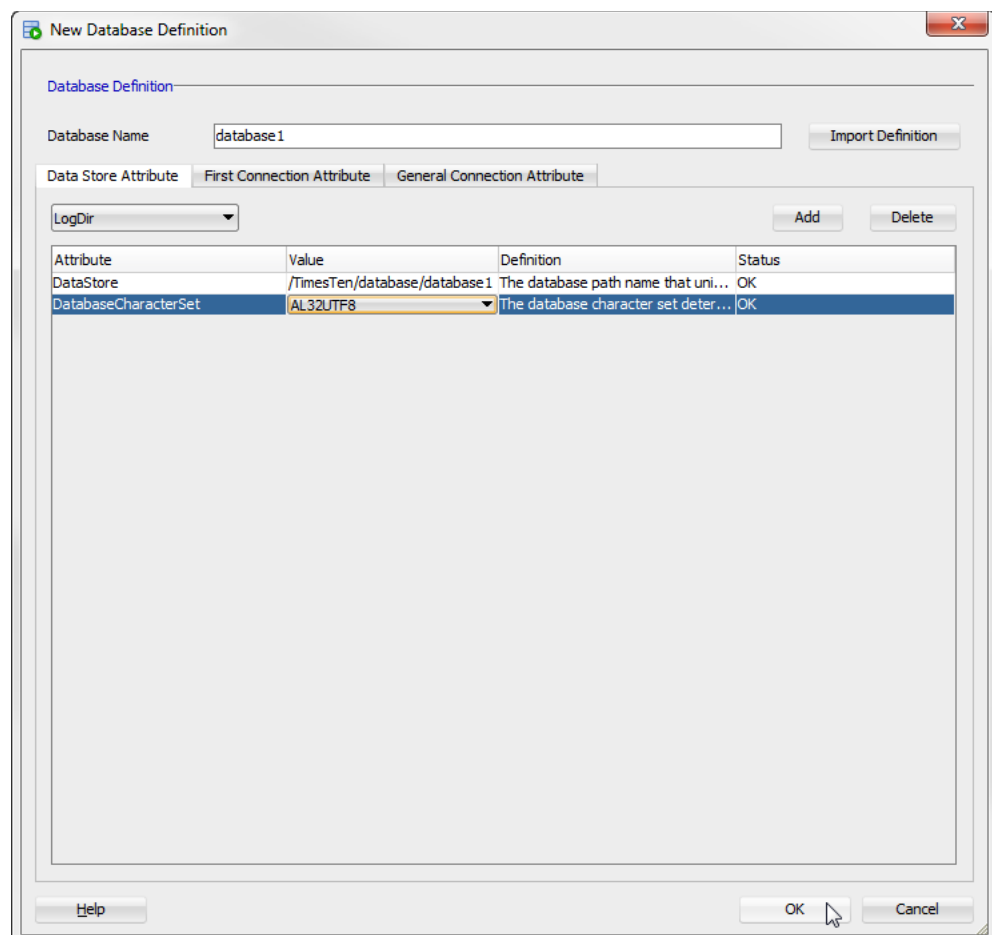 New Database Definition
Database Definition
Database Name database1 Import Definition
Data Store Attribute First Connection Attribute General Connection Attribute
LogDir Add Delete
Attribute Value Definition Status
DataStore /TimesTen/database/database1 The database path name that uni... OK
DatabaseCharacterSet AL32UTF8 The database character set deter... OK
Help OK Cancel